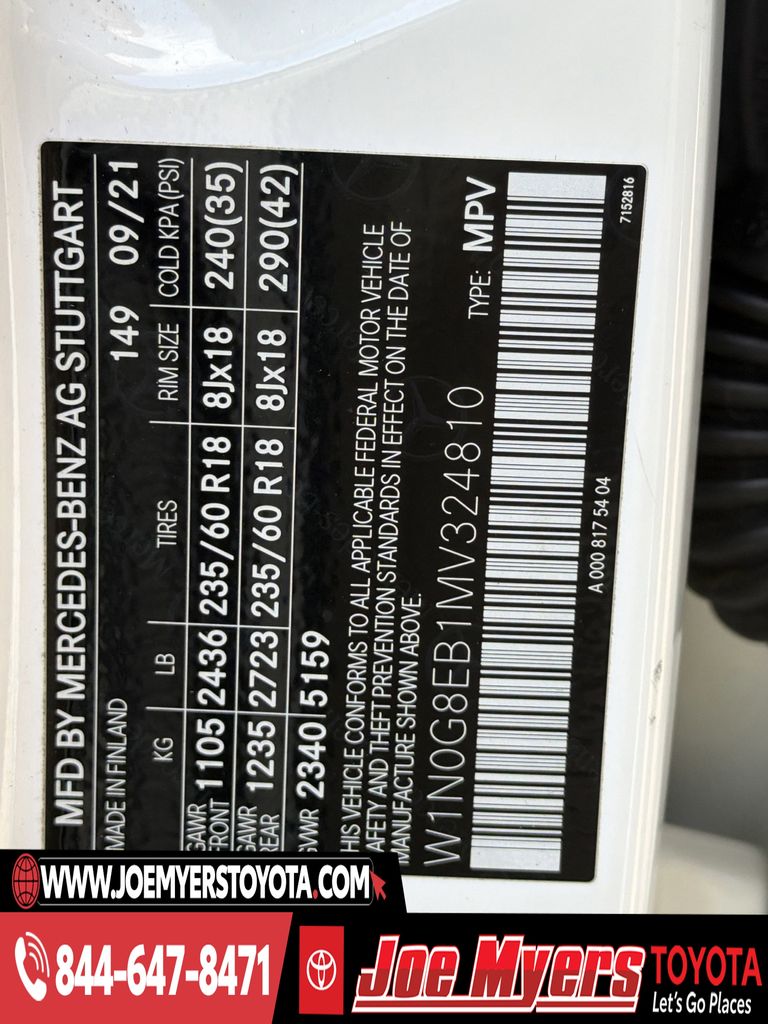 MFD BY MERCEDES-BENZ AG STUTTGART
MADE IN FINLAND 149 09/21
KG LB TIRES RIM SIZE COLD KPA(PSI)
GAWR FRONT 1105 2436 235/60 R18 8Jx18 240(35)
GAWR REAR 1235 2723 235/60 R18 8Jx18 290(42)
GVWR 2340 5159
THIS VEHICLE CONFORMS TO ALL APPLICABLE FEDERAL MOTOR VEHICLE
SAFETY AND THEFT PREVENTION STANDARDS IN EFFECT ON THE DATE OF
MANUFACTURE SHOWN ABOVE.
W1N0G8EB1MV324810 TYPE: MPV
A 000 817 54 04
7152816
WWW.JOEMYERSTOYOTA.COM
844-647-8471
Joe Myers TOYOTA
Let's Go Places